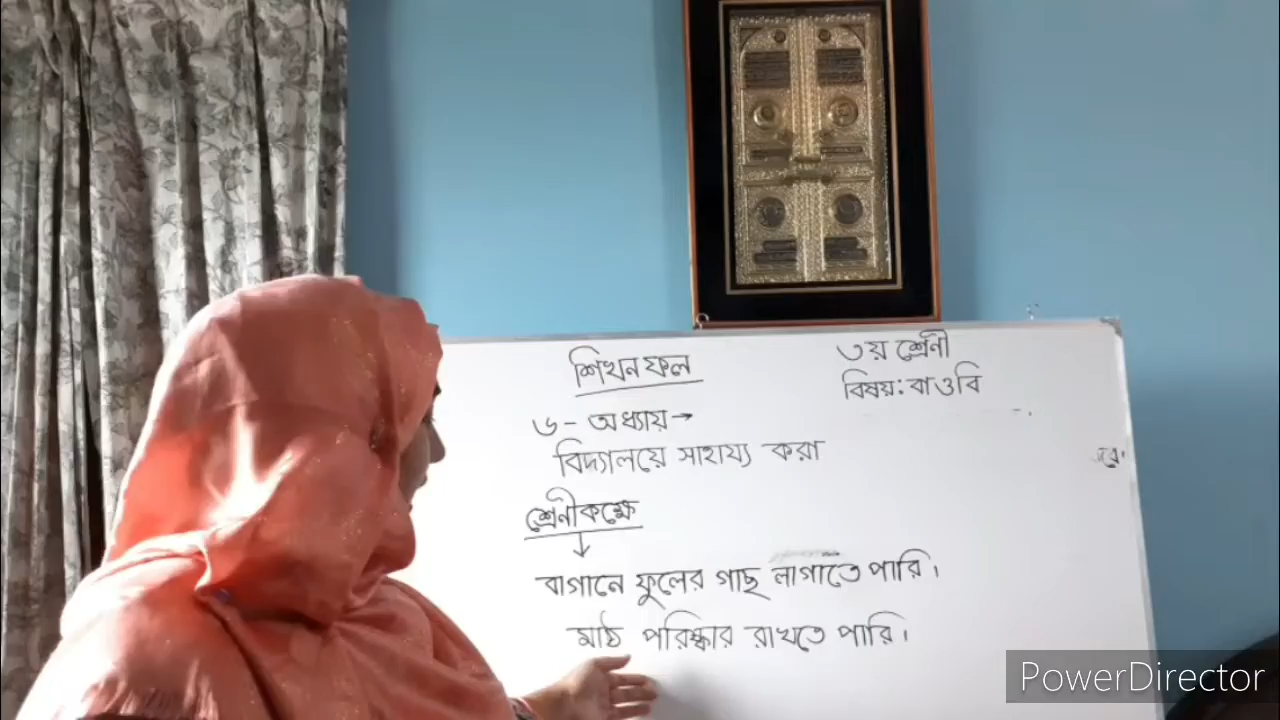 শিখনফল
৩য় শ্রেনী
বিষয়: বাওবি
৬- অধ্যায়→
বিদ্যালয়ে সাহায্য করা
শ্রেনীকক্ষে
↓
বাগানে ফুলের গাছ লাগাতে পারি।
মাঠ পরিষ্কার রাখতে পারি।
PowerDirector